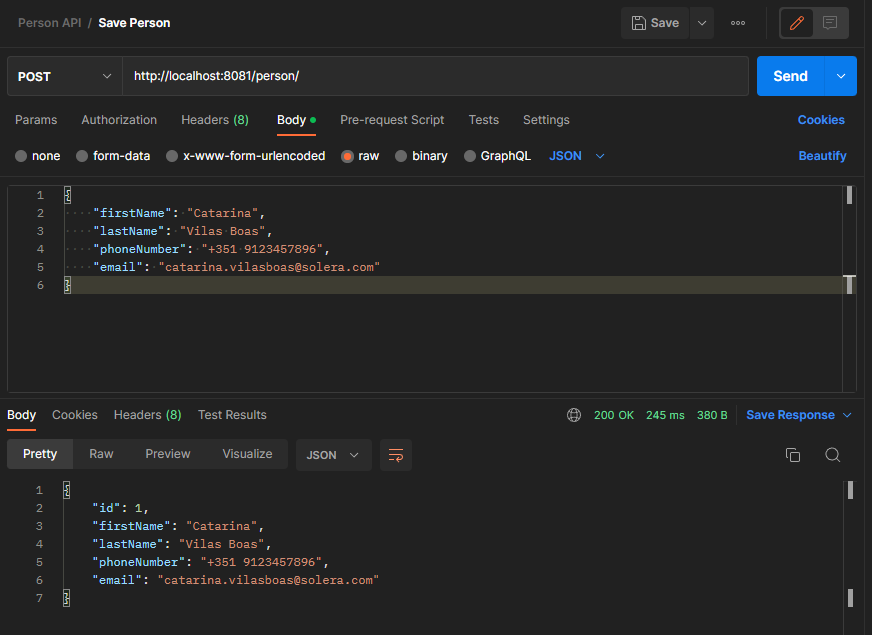 Person API / Save Person Save
POST http://localhost:8081/person/ Send
Params Authorization Headers (8) Body Pre-request Script Tests Settings Cookies
none form-data x-www-form-urlencoded raw binary GraphQL JSON Beautify
1 {
2 "firstName": "Catarina",
3 "lastName": "Vilas Boas",
4 "phoneNumber": "+351 9123457896",
5 "email": "catarina.vilasboas@solera.com"
6 }
Body Cookies Headers (8) Test Results 200 OK 245 ms 380 B Save Response
Pretty Raw Preview Visualize JSON
1 {
2 "id": 1,
3 "firstName": "Catarina",
4 "lastName": "Vilas Boas",
5 "phoneNumber": "+351 9123457896",
6 "email": "catarina.vilasboas@solera.com"
7 }